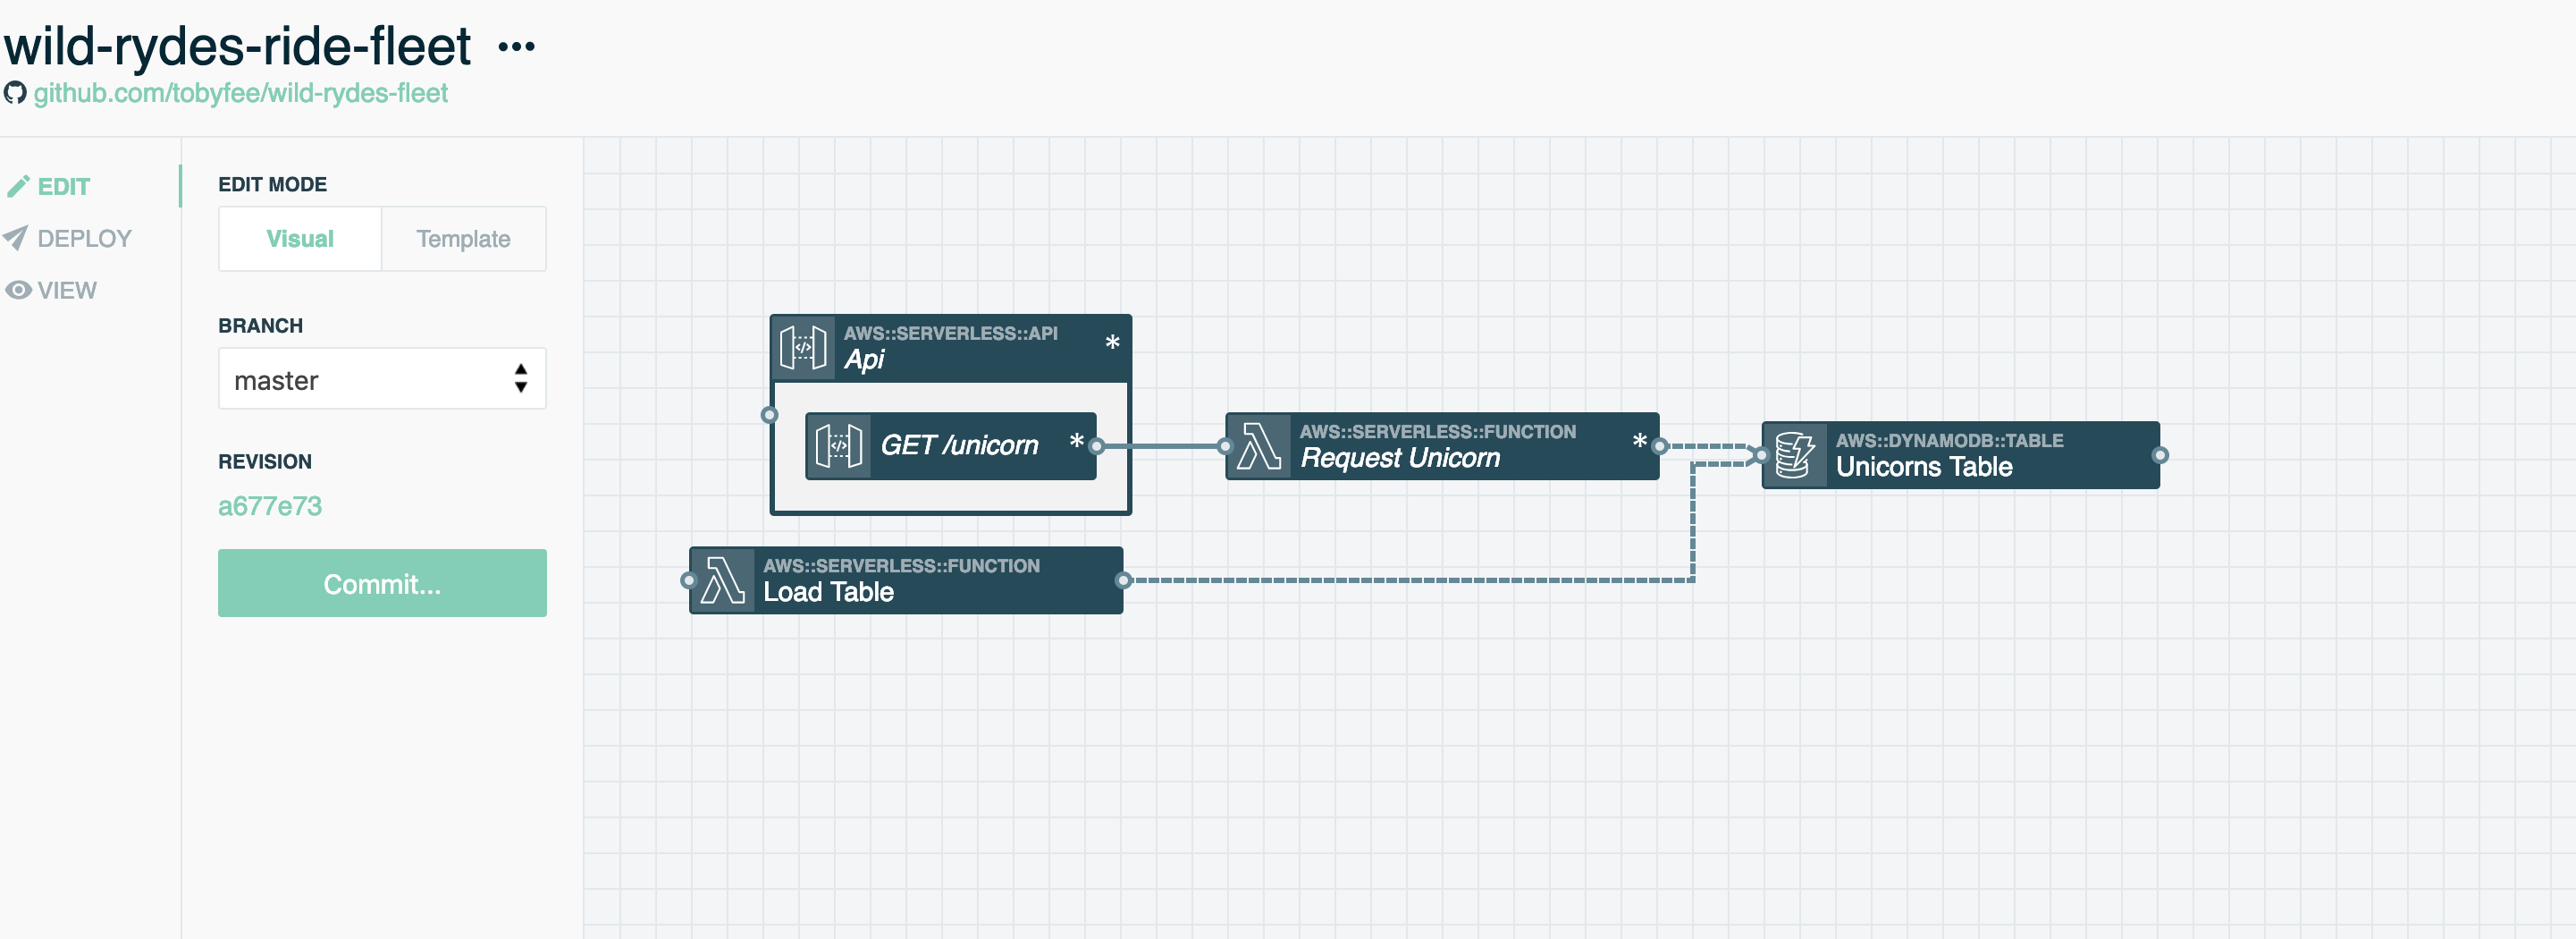 wild-rydes-ride-fleet •••
github.com/tobyfee/wild-rydes-fleet
EDIT
DEPLOY
VIEW
EDIT MODE
Visual Template
BRANCH
master
REVISION
a677e73
Commit...
AWS::SERVERLESS::API
Api *
</>
GET /unicorn *
</>
AWS::SERVERLESS::FUNCTION
Request Unicorn *
AWS::DYNAMODB::TABLE
Unicorns Table
AWS::SERVERLESS::FUNCTION
Load Table